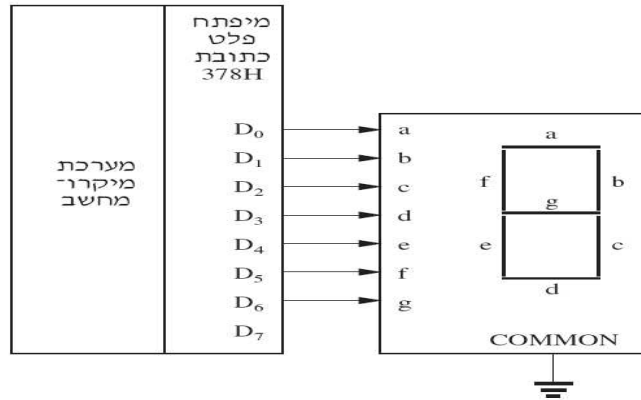 מיפתח
פלט
כתובת
378H
מערכת
מיקרו-
מחשב
D₀
D₁
D₂
D₃
D₄
D₅
D₆
D₇
a
b
c
d
e
f
g
a
f
b
g
e
c
d
COMMON